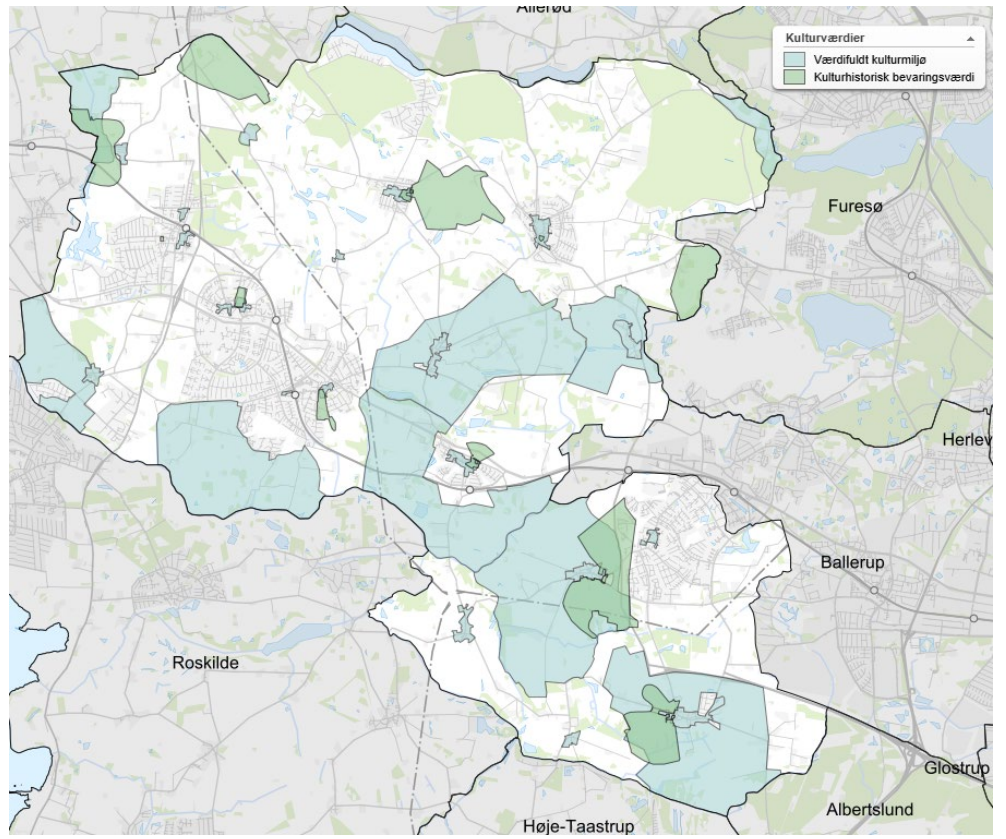 Allerød
Kulturværdier
Værdifuldt kulturmiljø
Kulturhistorisk bevaringsværdi
Furesø
Herlev
Ballerup
Roskilde
Glostrup
Albertslund
Høje-Taastrup